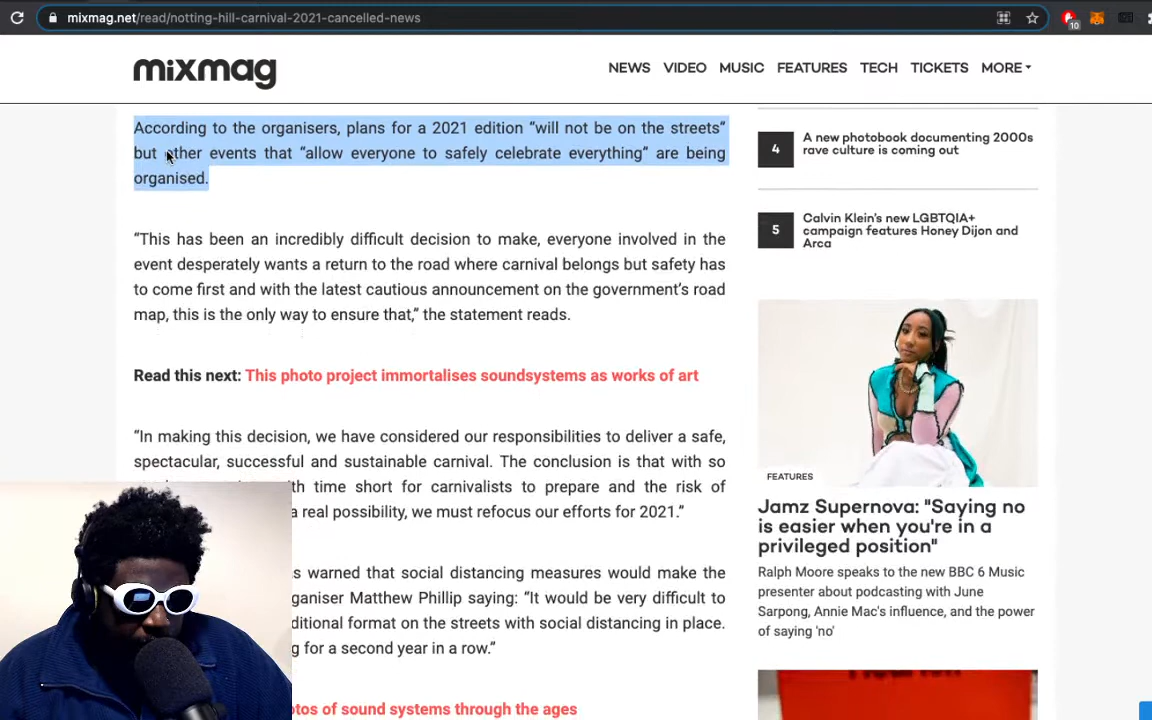 mixmag.net/read/notting-hill-carnival-2021-cancelled-news
10
mixmag
NEWS VIDEO MUSIC FEATURES TECH TICKETS MORE
According to the organisers, plans for a 2021 edition “will not be on the streets”
but other events that “allow everyone to safely celebrate everything” are being
organised.
“This has been an incredibly difficult decision to make, everyone involved in the
event desperately wants a return to the road where carnival belongs but safety has
to come first and with the latest cautious announcement on the government’s road
map, this is the only way to ensure that,” the statement reads.
Read this next: This photo project immortalises soundsystems as works of art
“In making this decision, we have considered our responsibilities to deliver a safe,
spectacular, successful and sustainable carnival. The conclusion is that with so
time short for carnivalists to prepare and the risk of
a real possibility, we must refocus our efforts for 2021.”
warned that social distancing measures would make the
Matthew Phillip saying: “It would be very difficult to
format on the streets with social distancing in place.
for a second year in a row.”
of sound systems through the ages
4
A new photobook documenting 2000s
rave culture is coming out
5
Calvin Klein's new LGBTQIA+
campaign features Honey Dijon and
Arca
FEATURES
Jamz Supernova: "Saying no
is easier when you're in a
privileged position"
Ralph Moore speaks to the new BBC 6 Music
presenter about podcasting with June
Sarpong, Annie Mac's influence, and the power
of saying 'no'